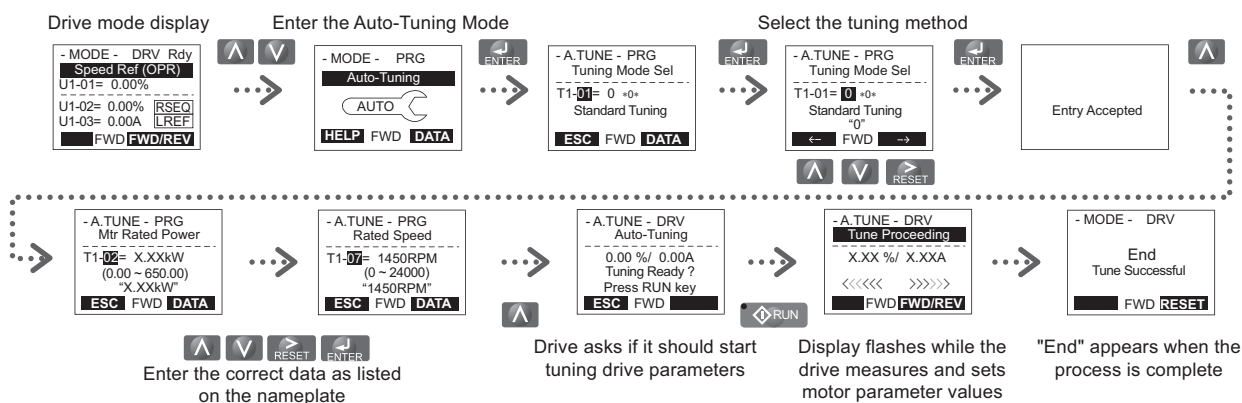 Drive mode display
Enter the Auto-Tuning Mode
Select the tuning method
- MODE - DRV Rdy
Speed Ref (OPR)
U1-01= 0.00%
U1-02= 0.00% RSEQ
U1-03= 0.00A LREF
FWD FWD/REV
- MODE - PRG
Auto-Tuning
AUTO
HELP FWD DATA
ENTER
- A.TUNE - PRG
Tuning Mode Sel
T1-01= 0 *0*
Standard Tuning
ESC FWD DATA
ENTER
- A.TUNE - PRG
Tuning Mode Sel
T1-01= 0 *0*
Standard Tuning
"0"
← FWD →
RESET
ENTER
Entry Accepted
- A.TUNE - PRG
Mtr Rated Power
T1-02= X.XXkW
(0.00 ~ 650.00)
"X.XXkW"
ESC FWD DATA
- A.TUNE - PRG
Rated Speed
T1-07= 1450RPM
(0 ~ 24000)
"1450RPM"
ESC FWD DATA
RESET
ENTER
Enter the correct data as listed
on the nameplate
- A.TUNE - DRV
Auto-Tuning
0.00 %/ 0.00A
Tuning Ready ?
Press RUN key
ESC FWD
Drive asks if it should start
tuning drive parameters
RUN
- A.TUNE - DRV
Tune Proceeding
X.XX %/ X.XXA
<<<<<< >>>>>>
FWD FWD/REV
Display flashes while the
drive measures and sets
motor parameter values
- MODE - DRV
End
Tune Successful
FWD RESET
"End" appears when the
process is complete